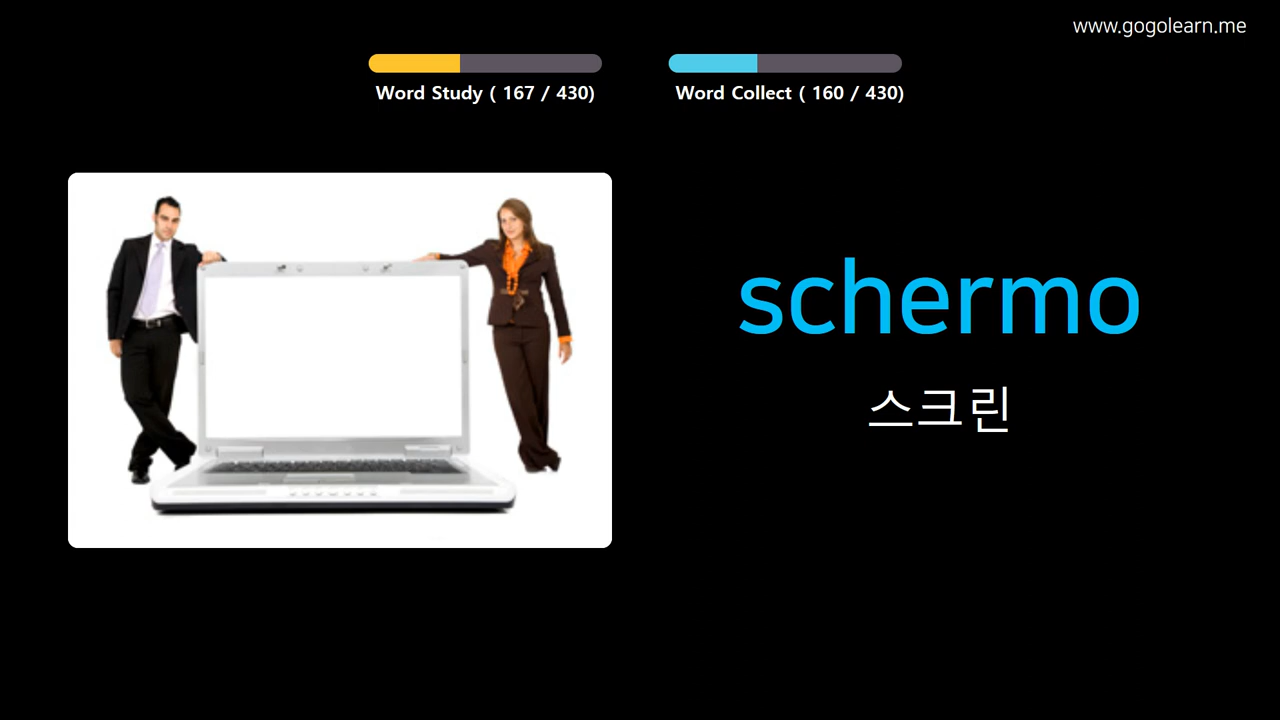 www.gogolearn.me
Word Study ( 167 / 430)
Word Collect ( 160 / 430)
schermo
스크린